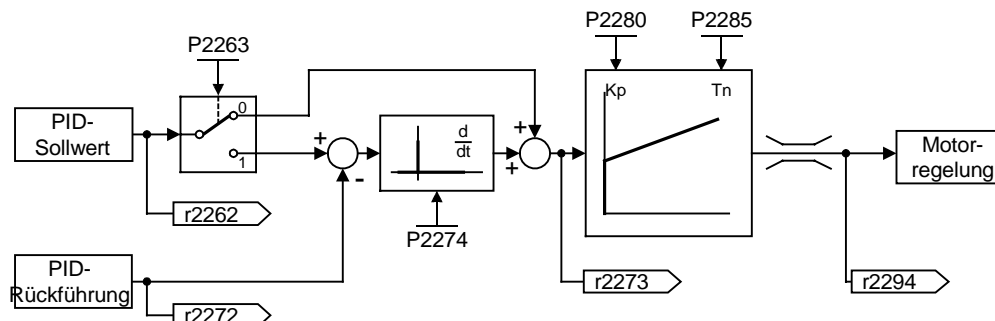 P2280
P2285
P2263
Kp
Tn
0
PID-
Sollwert
+
+
d
dt
1
+
-
Motor-
regelung
r2262
P2274
PID-
Rückführung
r2273
r2294
r2272